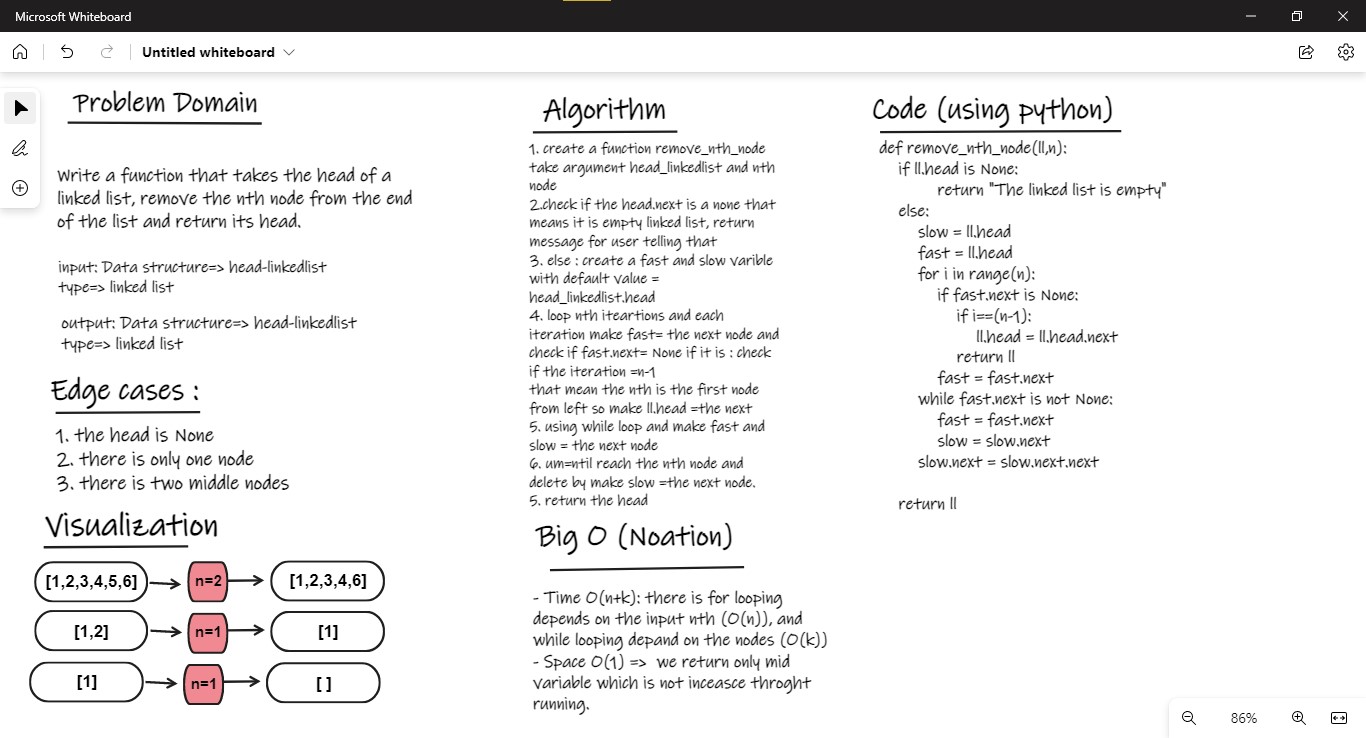 Microsoft Whiteboard
Untitled whiteboard
Problem Domain
Write a function that takes the head of a
linked list, remove the nth node from the end
of the list and return its head.
input: Data structure=> head-linkedlist
type=> linked list
output: Data structure=> head-linkedlist
type=> linked list
Edge cases :
1. the head is None
2. there is only one node
3. there is two middle nodes
Visualization
[1,2,3,4,5,6] n=2 [1,2,3,4,6]
[1,2] n=1 [1]
[1] n=1 [ ]
Algorithm
1. create a function remove_nth_node
take argument head_linkedlist and nth
node
2.check if the head.next is a none that
means it is empty linked list, return
message for user telling that
3. else : create a fast and slow varible
with default value =
head_linkedlist.head
4. loop nth iteartions and each
iteration make fast= the next node and
check if fast.next= None if it is : check
if the iteration =n-1
that mean the nth is the first node
from left so make ll.head =the next
5. using while loop and make fast and
slow = the next node
6. um=ntil reach the nth node and
delete by make slow =the next node.
5. return the head
Big O (Noation)
- Time O(n+k): there is for looping
depends on the input nth (O(n)), and
while looping depand on the nodes (O(k))
- Space O(1) => we return only mid
variable which is not inceasce throght
running.
Code (using python)
def remove_nth_node(ll,n):
if ll.head is None:
return "The linked list is empty"
else:
slow = ll.head
fast = ll.head
for i in range(n):
if fast.next is None:
if i==(n-1):
ll.head = ll.head.next
return ll
fast = fast.next
while fast.next is not None:
fast = fast.next
slow = slow.next
slow.next = slow.next.next
return ll
86%